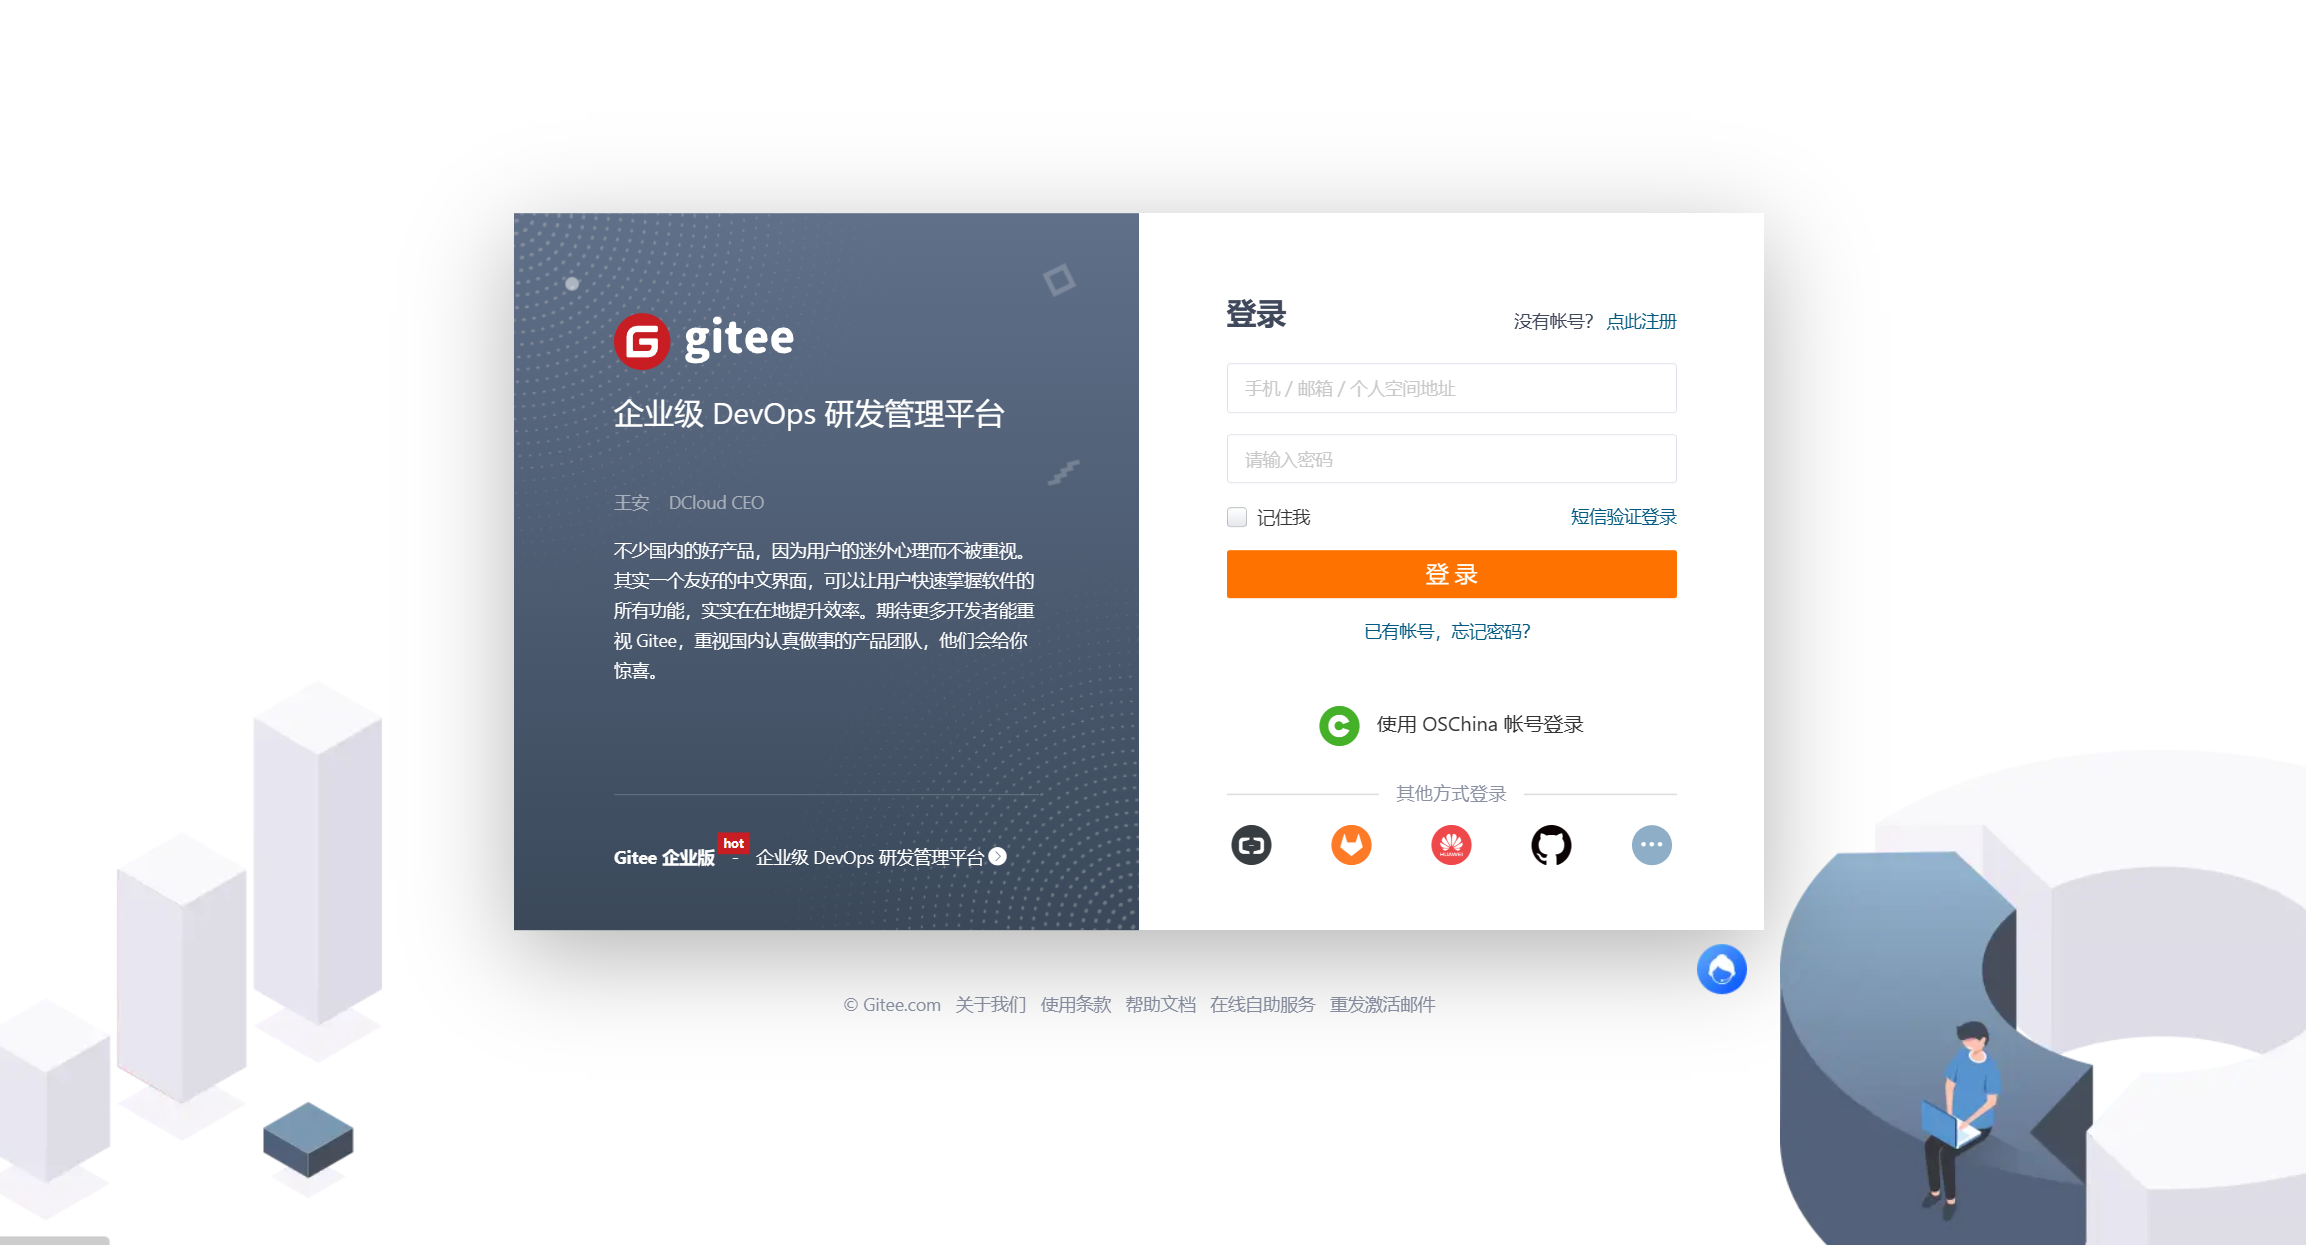 gitee
企业级 DevOps 研发管理平台
王安 DCloud CEO
不少国内的好产品，因为用户的迷外心理而不被重视。
其实一个友好的中文界面，可以让用户快速掌握软件的
所有功能，实实在在地提升效率。期待更多开发者能重
视 Gitee，重视国内认真做事的产品团队，他们会给你
惊喜。
Gitee 企业版 hot - 企业级 DevOps 研发管理平台
登录
没有帐号？ 点此注册
手机 / 邮箱 / 个人空间地址
请输入密码
记住我 短信验证登录
登 录
已有帐号，忘记密码？
使用 OSChina 帐号登录
其他方式登录
HUAWEI
© Gitee.com 关于我们 使用条款 帮助文档 在线自助服务 重发激活邮件